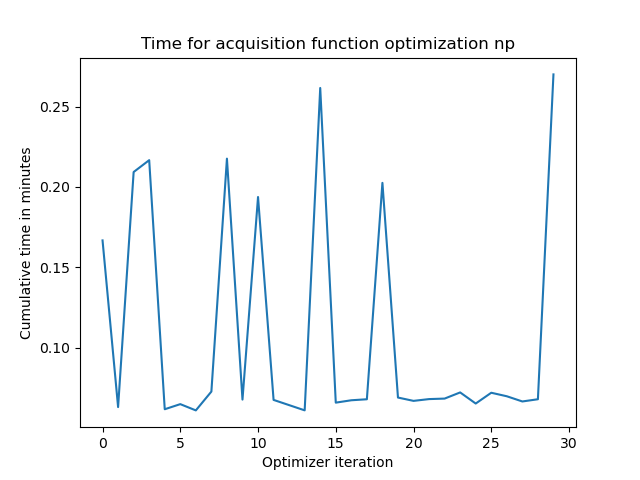 Time for acquisition function optimization np
Cumulative time in minutes
0.25
0.20
0.15
0.10
0 5 10 15 20 25 30
Optimizer iteration